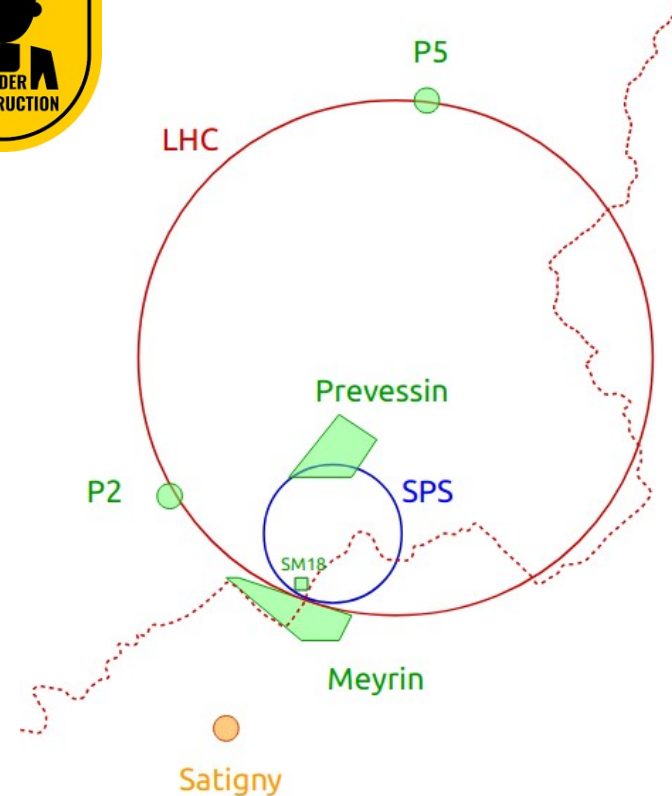 DER
RUCTION
P5
LHC
Prevessin
P2
SPS
SM18
Meyrin
Satigny